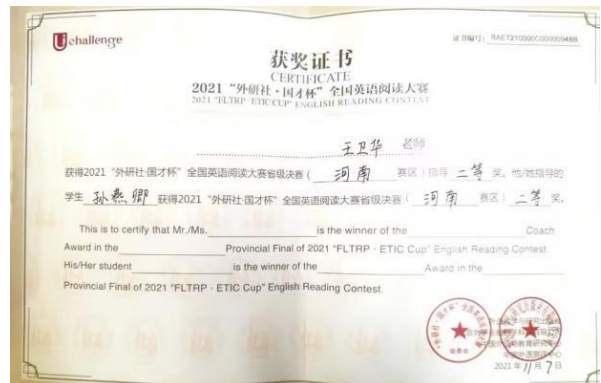 Uchallenge
证书编号：
获奖证书
CERTIFICATE
2021 “外研社·国才杯” 全国英语阅读大赛
2021 "FLTRP·ETIC CUP" ENGLISH READING CONTEST
王卫华 老师
获得2021 “外研社·国才杯” 全国英语阅读大赛省级决赛（ 河南 赛区）指导 二等 奖。他/她指导的
学生 孙燕卿 获得2021 “外研社·国才杯” 全国英语阅读大赛省级决赛（ 河南 赛区） 二等 奖。
This is to certify that Mr./Ms. is the winner of the Coach
Award in the Provincial Final of 2021 "FLTRP·ETIC Cup" English Reading Contest.
His/Her student is the winner of the Award in the
Provincial Final of 2021 "FLTRP·ETIC Cup" English Reading Contest.
2021 年 11 月 7 日